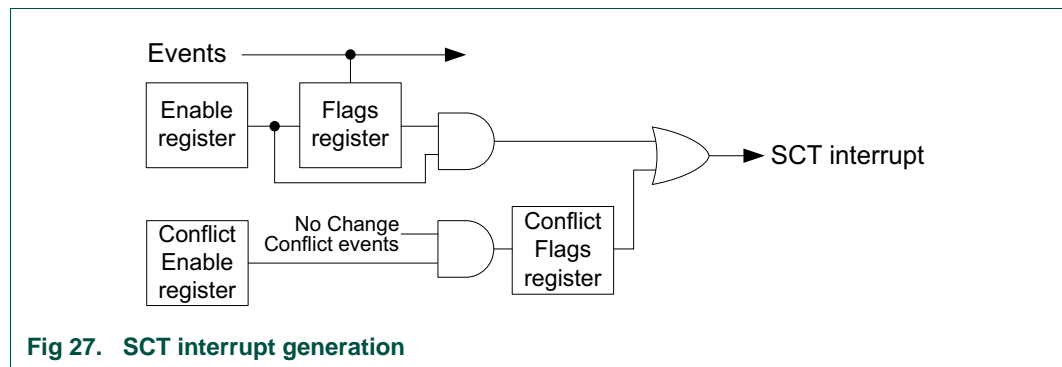 Events
Enable
register
Flags
register
SCT interrupt
No Change
Conflict events
Conflict
Enable
register
Conflict
Flags
register
Fig 27. SCT interrupt generation